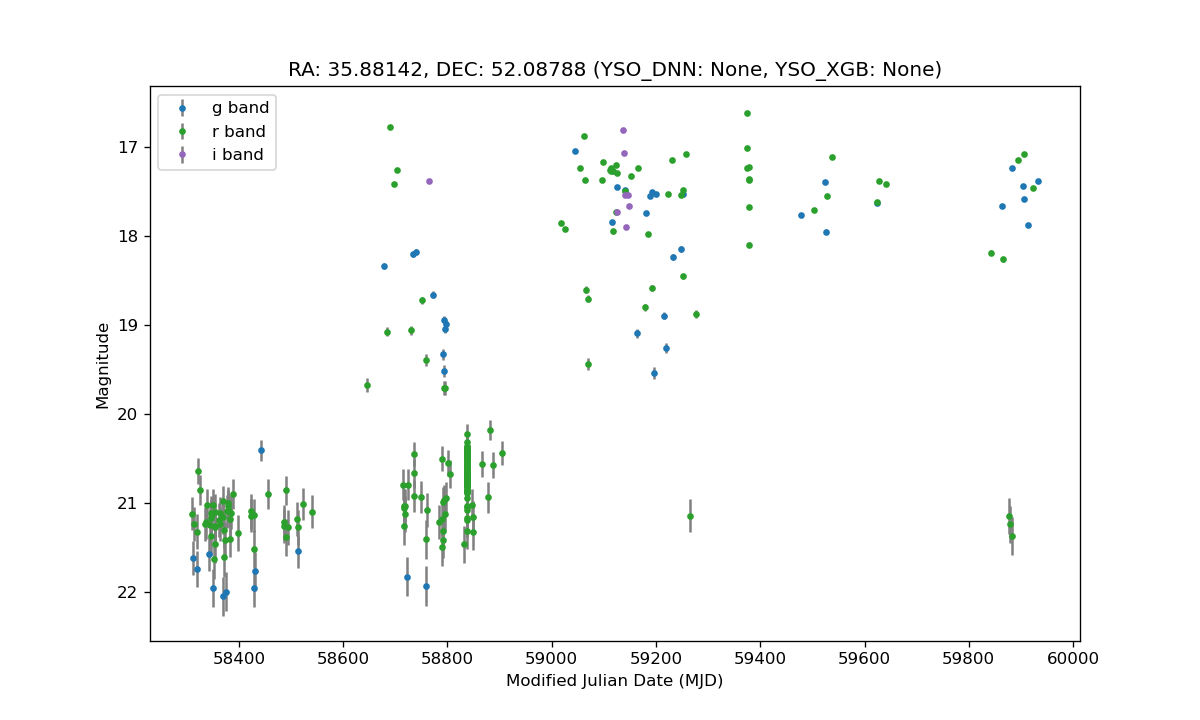 RA: 35.88142, DEC: 52.08788 (YSO_DNN: None, YSO_XGB: None)
g band
r band
i band
17
18
19
20
21
22
Magnitude
58400 58600 58800 59000 59200 59400 59600 59800 60000
Modified Julian Date (MJD)